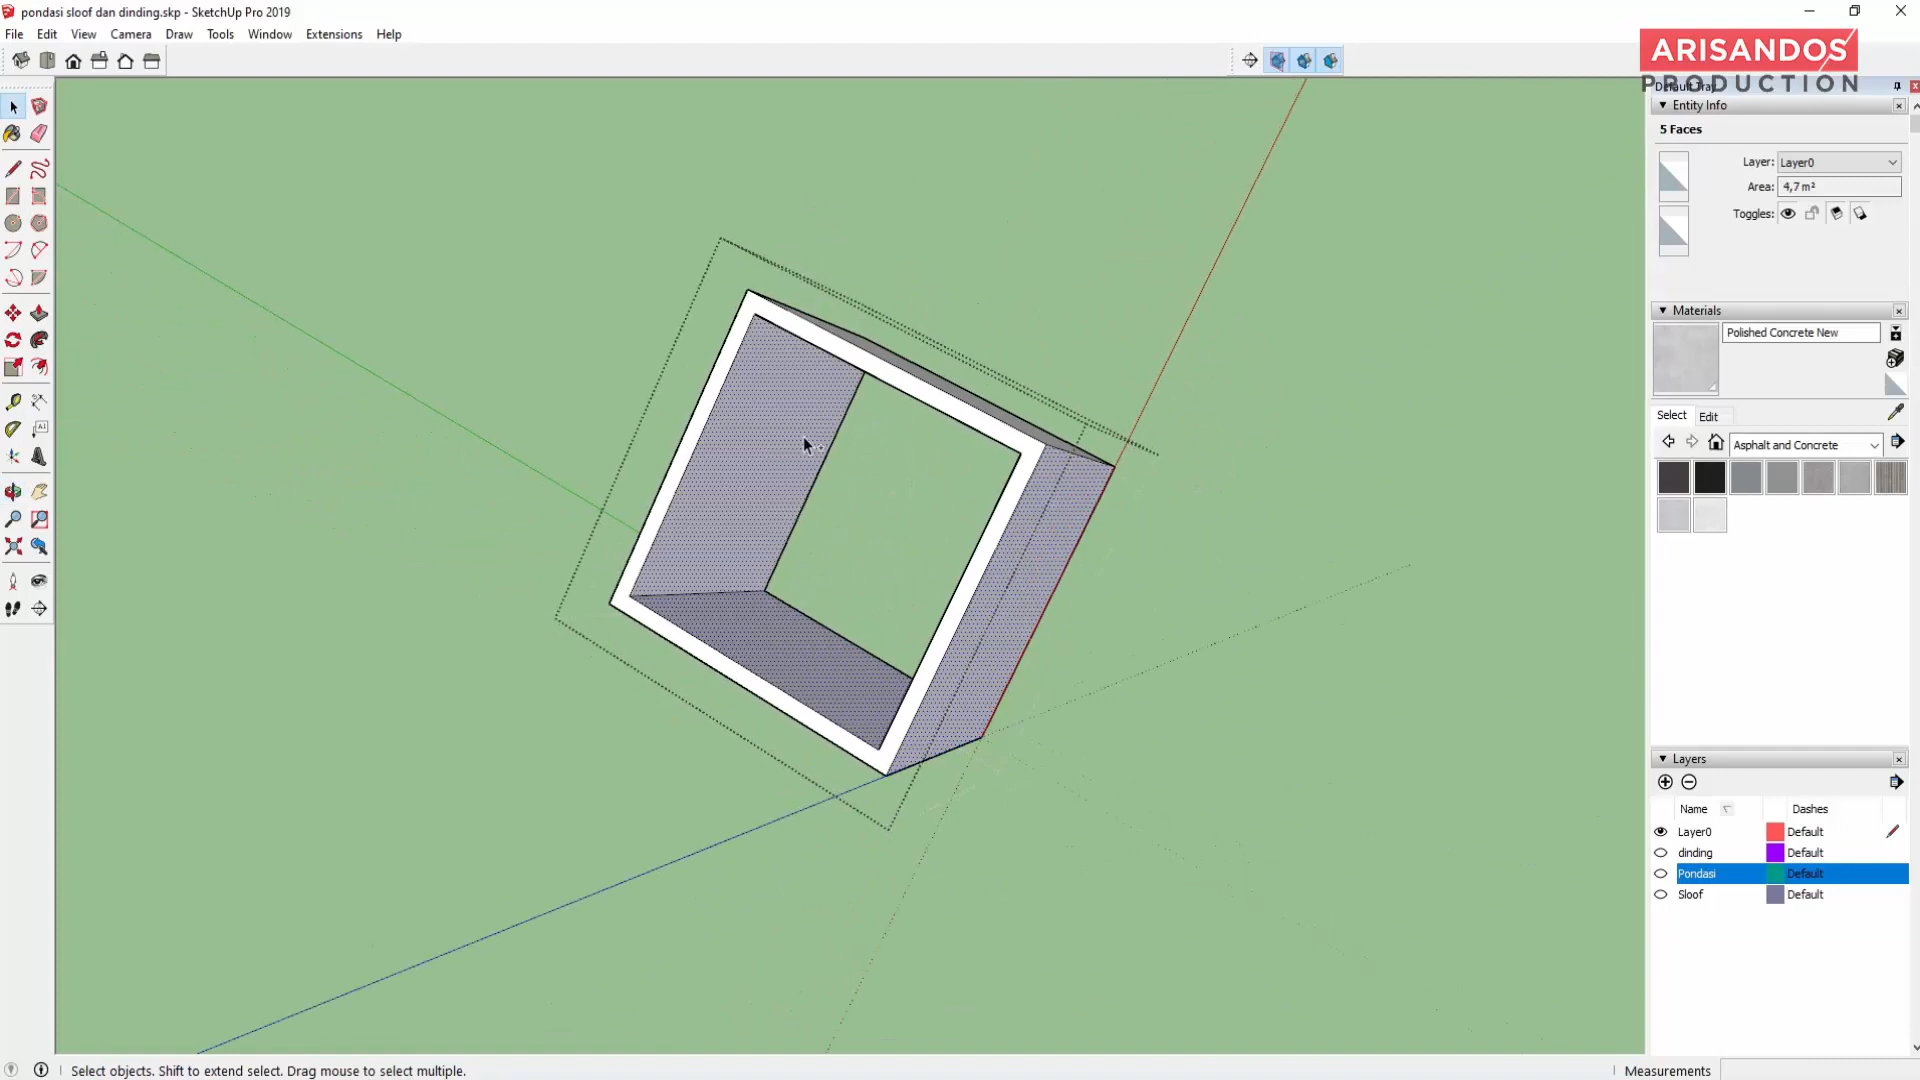 pondasi sloof dan dinding.skp - SketchUp Pro 2019
File Edit View Camera Draw Tools Window Extensions Help
ARISANDOS
PRODUCTION
Default Tray
Entity Info
5 Faces
Layer: Layer0
Area: 4,7 m²
Toggles:
Materials
Polished Concrete New
Select Edit
Asphalt and Concrete
Layers
Name Dashes
Layer0 Default
dinding Default
Pondasi Default
Sloof Default
Select objects. Shift to extend select. Drag mouse to select multiple.
Measurements